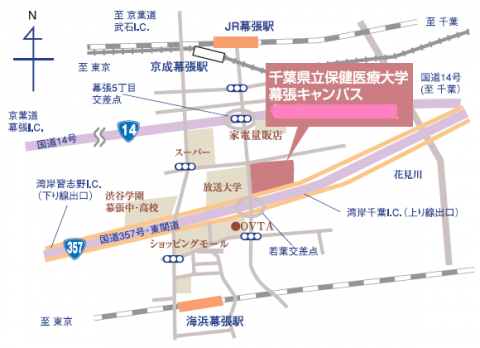 N
至 京葉道
武石I.C.
JR幕張駅
至 千葉
至 東京
京成幕張駅
千葉県立保健医療大学
幕張キャンパス
国道14号
(至 千葉)
幕張5丁目
交差点
京葉道
幕張I.C.
国道14号
14
家電量販店
スーパー
湾岸習志野I.C.
(下り線出口)
渋谷学園
幕張中・高校
放送大学
花見川
国道357号・東関道
湾岸千葉I.C.(上り線出口)
OVTA
357
ショッピングモール
若葉交差点
至 東京
海浜幕張駅